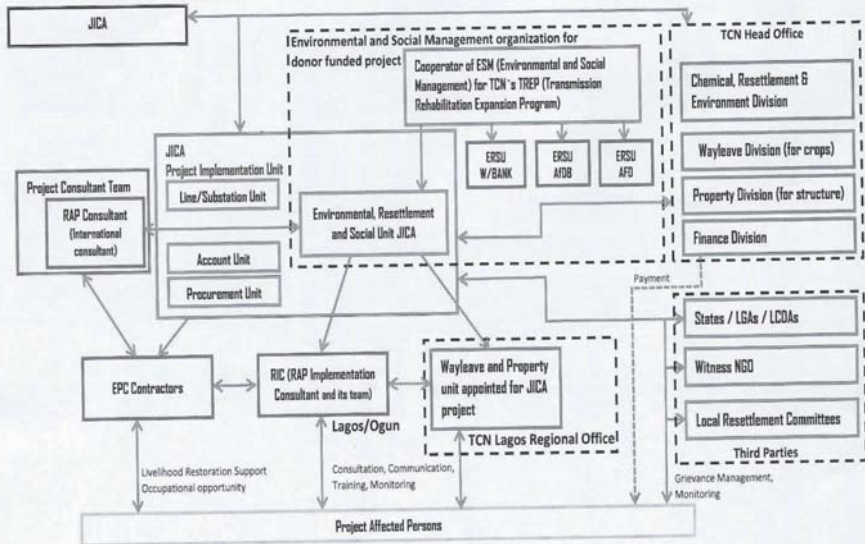 JICA
Environmental and Social Management organization for
donor funded project
Cooperator of ESM (Environmental and Social
Management) for TCN`s TREP (Transmission
Rehabilitation Expansion Program)
TCN Head Office
Chemical, Resettlement &
Environment Division
Wayleave Division (for crops)
Property Division (for structure)
Finance Division
ERSU
W/BANK
ERSU
AfDB
ERSU
AFD
JICA
Project Implementation Unit
Line/Substation Unit
Environmental, Resettlement
and Social Unit JICA
Account Unit
Procurement Unit
Project Consultant Team
RAP Consultant
(International
consultant)
Payment
States / LGAs / LCDAs
Witness NGO
Local Resettlement Committees
Third Parties
EPC Contractors
RIC (RAP Implementation
Consultant and its team)
Lagos/Ogun
Wayleave and Property
unit appointed for JICA
project
TCN Lagos Regional Office
Livelihood Restoration Support
Occupational opportunity
Consultation, Communication,
Training, Monitoring
Grievance Management,
Monitoring
Project Affected Persons